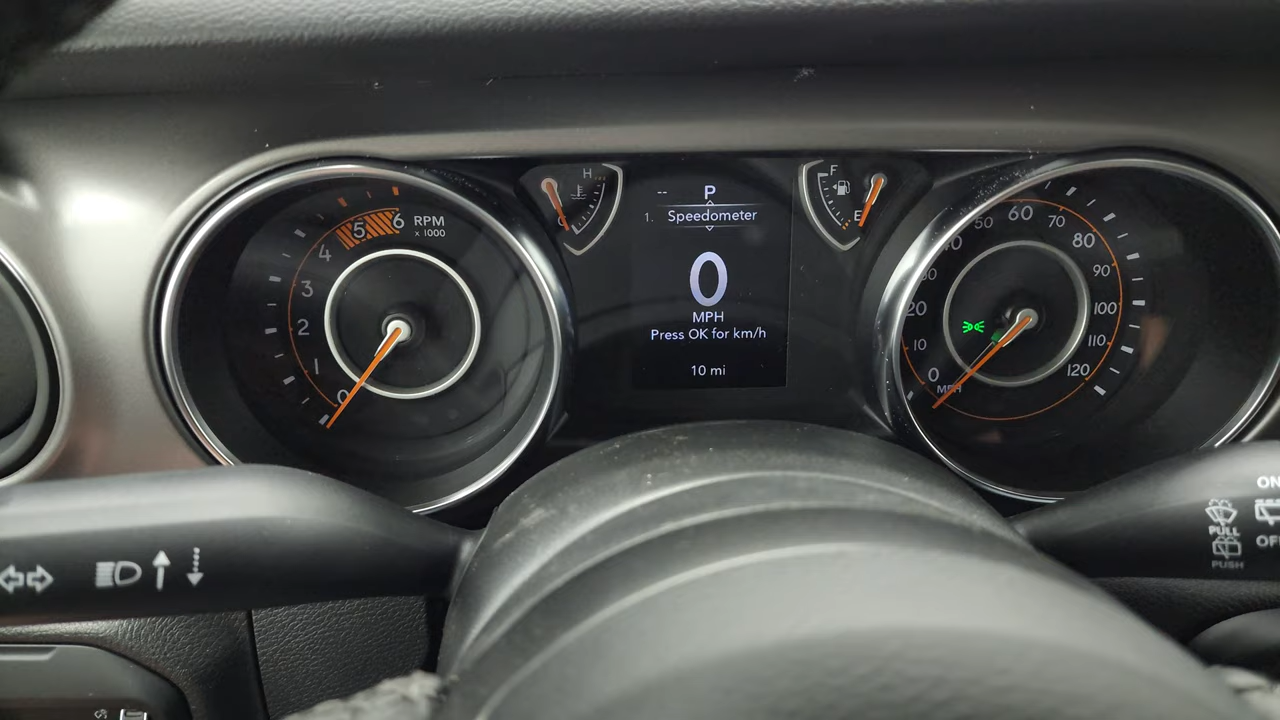 6
5
4
3
2
1
0
RPM
x 1000
H
C
--
P
1. Speedometer
0
MPH
Press OK for km/h
10 mi
F
E
0
10
20
30
40
50
60
70
80
90
100
110
120
MPH
ON
OFF
PULL
PUSH